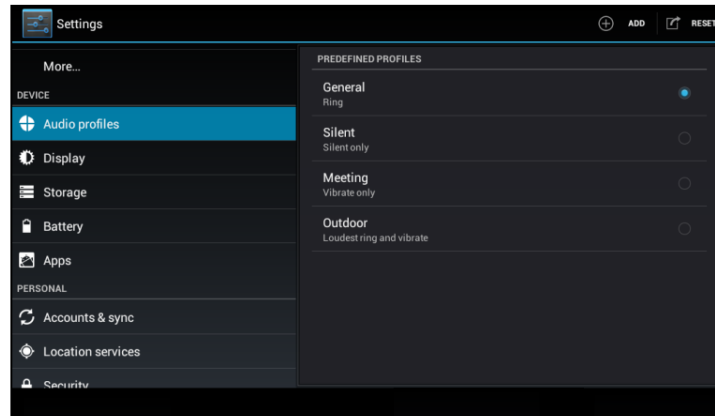 Settings
ADD
RESET
More...
DEVICE
Audio profiles
Display
Storage
Battery
Apps
PERSONAL
Accounts & sync
Location services
Security
PREDEFINED PROFILES
General
Ring
Silent
Silent only
Meeting
Vibrate only
Outdoor
Loudest ring and vibrate